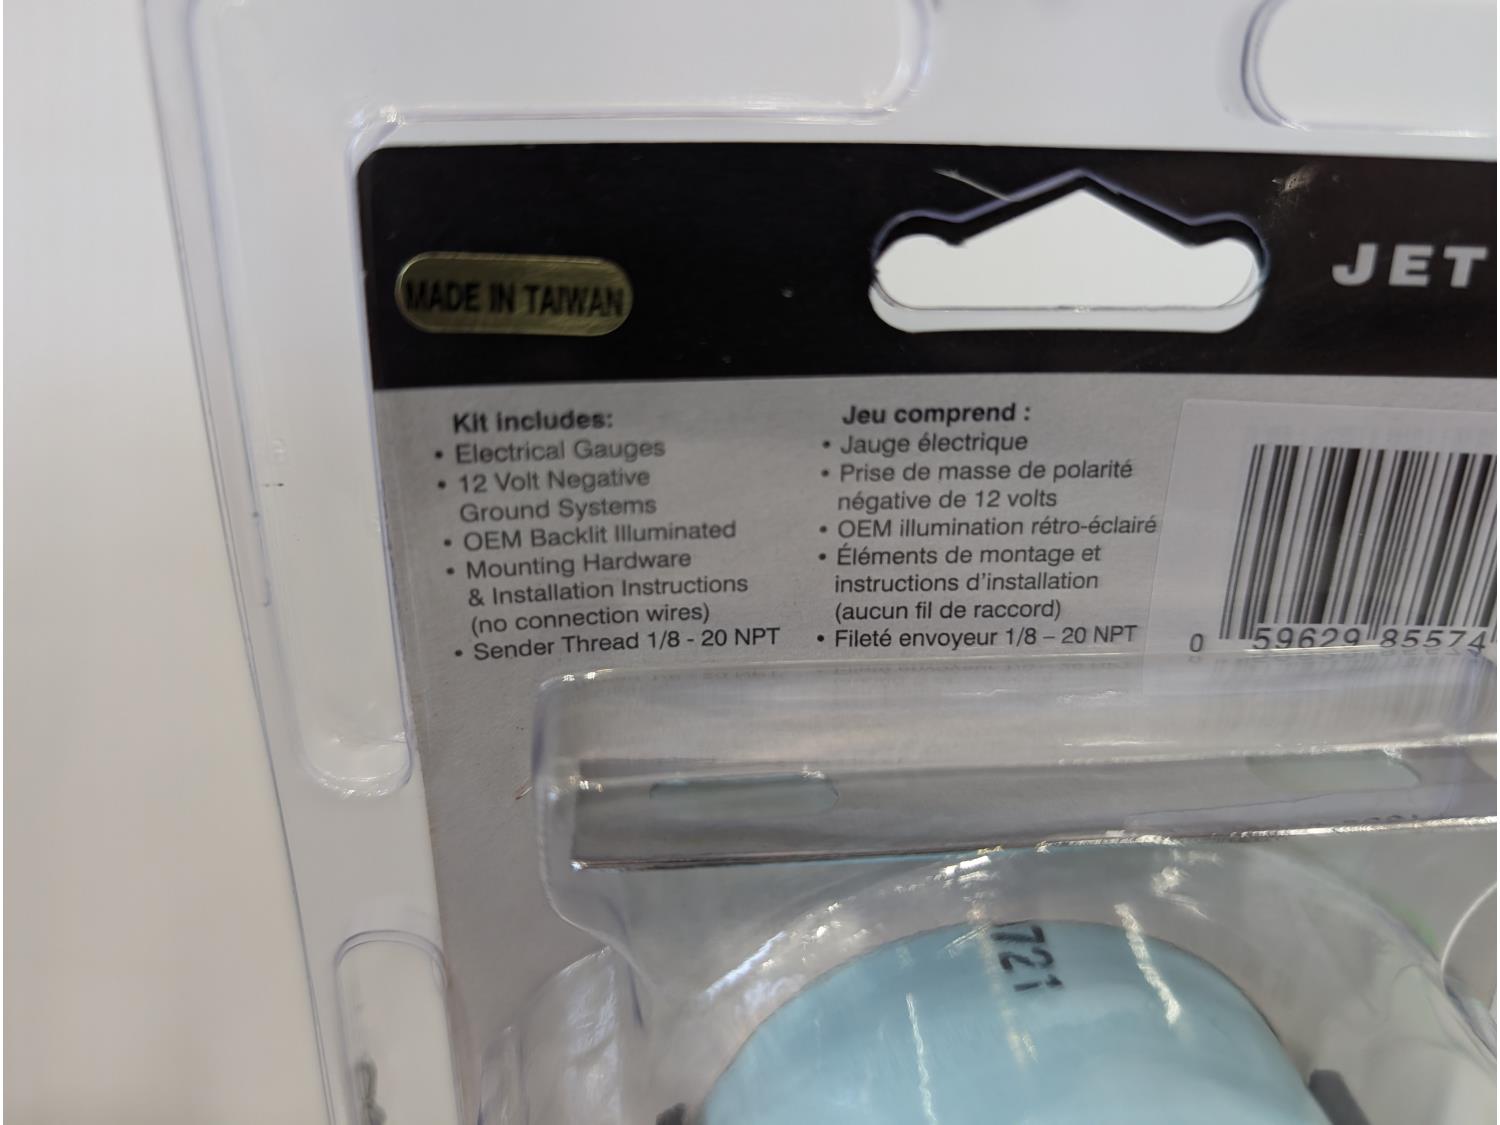 MADE IN TAIWAN
JET
Kit includes:
• Electrical Gauges
• 12 Volt Negative
Ground Systems
• OEM Backlit Illuminated
• Mounting Hardware
& Installation Instructions
(no connection wires)
• Sender Thread 1/8 - 20 NPT
Jeu comprend :
• Jauge électrique
• Prise de masse de polarité
négative de 12 volts
• OEM illumination rétro-éclairé
• Éléments de montage et
instructions d'installation
(aucun fil de raccord)
• Fileté envoyeur 1/8 – 20 NPT
0 59629 85574
721